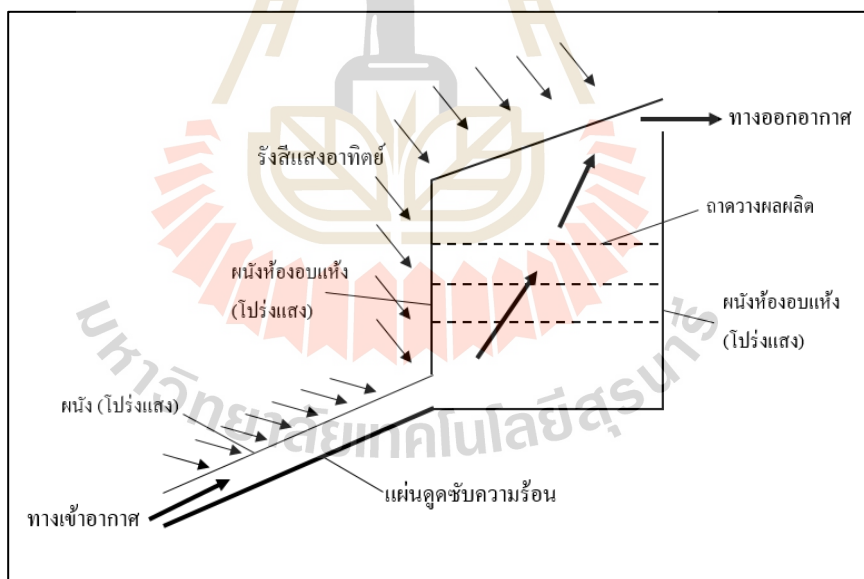 ทางออกอากาศ
รังสีแสงอาทิตย์
ถาดวางผลผลิต
ผนังห้องอบแห้ง
(โปร่งแสง)
ผนังห้องอบแห้ง
(โปร่งแสง)
ผนัง (โปร่งแสง)
แผ่นดูดซับความร้อน
ทางเข้าอากาศ
มหาวิทยาลัยเทคโนโลยีสุรนารี